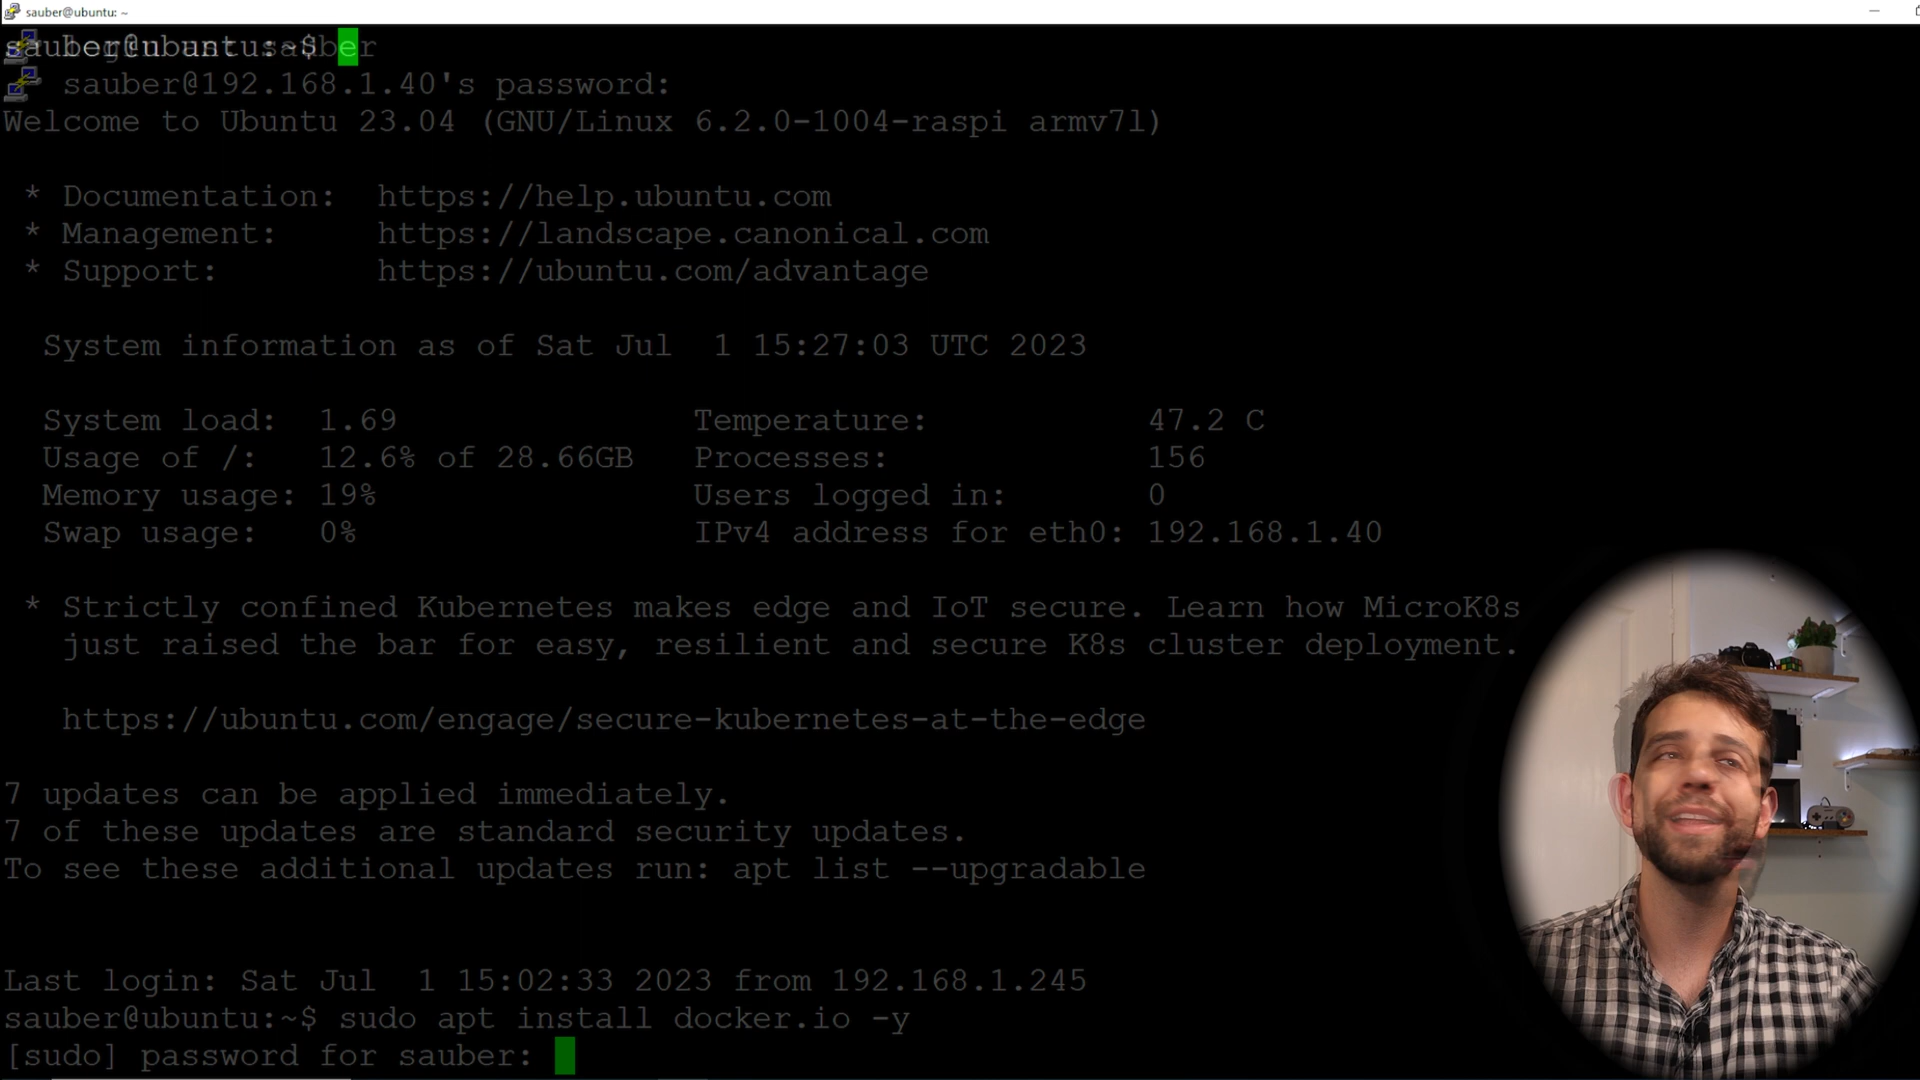 sauber@ubuntu: ~
sauber@ubuntu:~$
login as: sauber
sauber@192.168.1.40's password:
Welcome to Ubuntu 23.04 (GNU/Linux 6.2.0-1004-raspi armv7l)
* Documentation: https://help.ubuntu.com
* Management: https://landscape.canonical.com
* Support: https://ubuntu.com/advantage
System information as of Sat Jul 1 15:27:03 UTC 2023
System load: 1.69 Temperature: 47.2 C
Usage of /: 12.6% of 28.66GB Processes: 156
Memory usage: 19% Users logged in: 0
Swap usage: 0% IPv4 address for eth0: 192.168.1.40
* Strictly confined Kubernetes makes edge and IoT secure. Learn how MicroK8s
just raised the bar for easy, resilient and secure K8s cluster deployment.
https://ubuntu.com/engage/secure-kubernetes-at-the-edge
7 updates can be applied immediately.
7 of these updates are standard security updates.
To see these additional updates run: apt list --upgradable
Last login: Sat Jul 1 15:02:33 2023 from 192.168.1.245
sauber@ubuntu:~$ sudo apt install docker.io -y
[sudo] password for sauber: